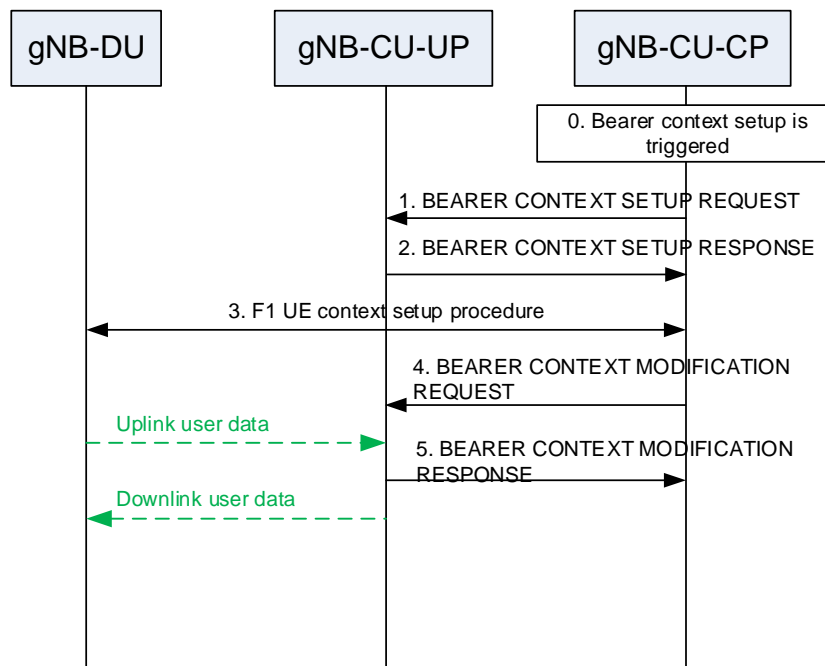 gNB-DU
gNB-CU-UP
gNB-CU-CP
0. Bearer context setup is
triggered
1. BEARER CONTEXT SETUP REQUEST
2. BEARER CONTEXT SETUP RESPONSE
3. F1 UE context setup procedure
4. BEARER CONTEXT MODIFICATION
REQUEST
Uplink user data
5. BEARER CONTEXT MODIFICATION
RESPONSE
Downlink user data